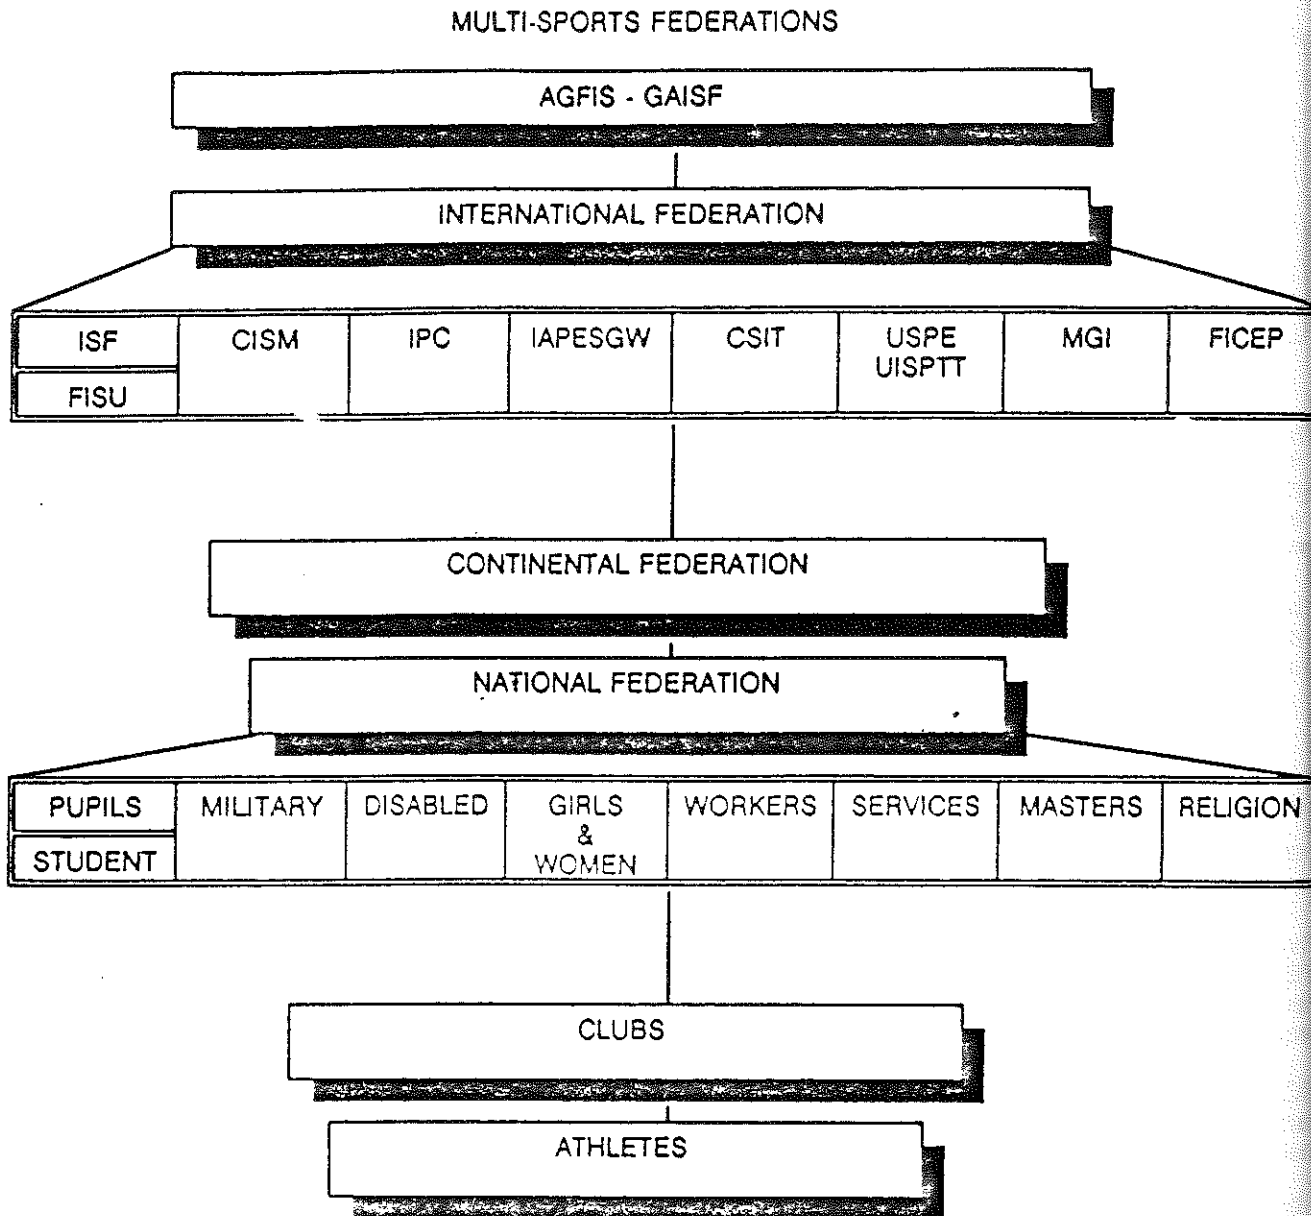 MULTI-SPORTS FEDERATIONS
AGFIS - GAISF
INTERNATIONAL FEDERATION
ISF
FISU
CISM
IPC
IAPESGW
CSIT
USPE
UISPTT
MGI
FICEP
CONTINENTAL FEDERATION
NATIONAL FEDERATION
PUPILS
STUDENT
MILITARY
DISABLED
GIRLS
&
WOMEN
WORKERS
SERVICES
MASTERS
RELIGION
CLUBS
ATHLETES